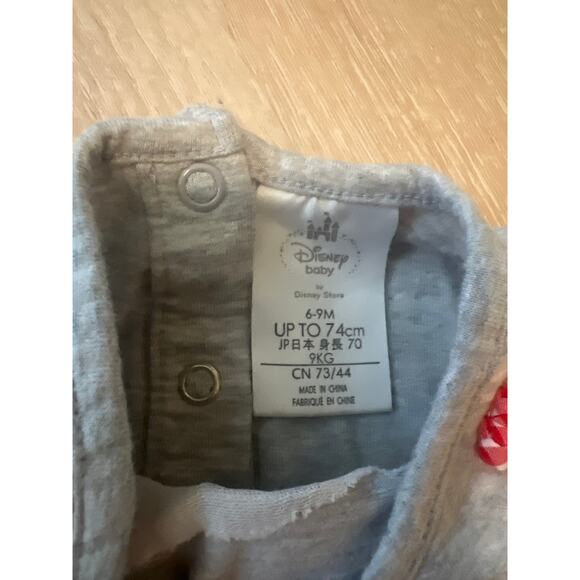 Disney
baby
by
Disney Store
6-9M
UP TO 74cm
JP日本 身長 70
9KG
CN 73/44
MADE IN CHINA
FABRIQUÉ EN CHINE